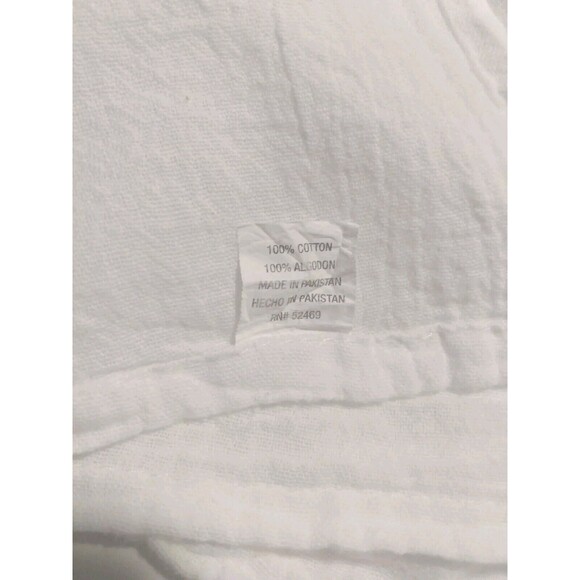 100% COTTON
100% ALGODON
MADE IN PAKISTAN
HECHO IN PAKISTAN
RN# 52469